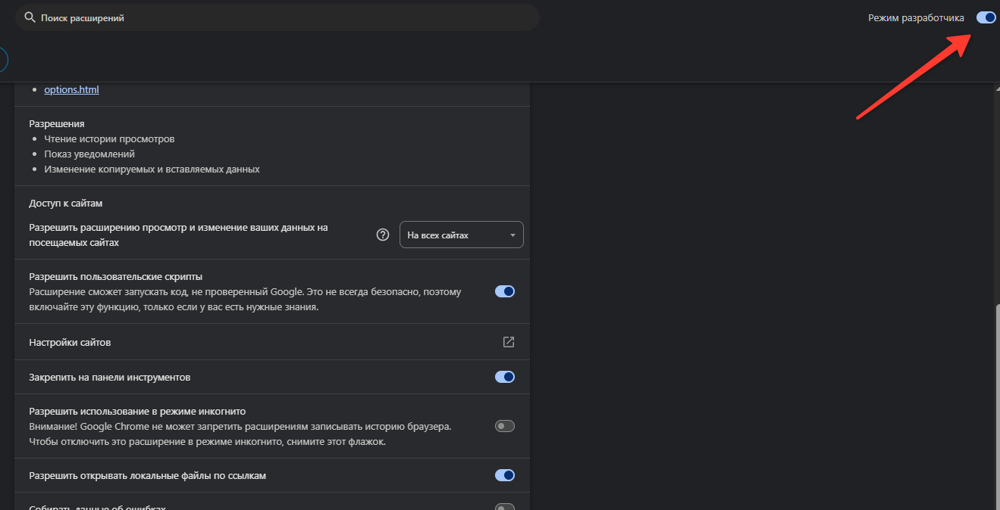 Поиск расширений
Режим разработчика
options.html
Разрешения
Чтение истории просмотров
Показ уведомлений
Изменение копируемых и вставляемых данных
Доступ к сайтам
Разрешить расширению просмотр и изменение ваших данных на
посещаемых сайтах
На всех сайтах
Разрешить пользовательские скрипты
Расширение сможет запускать код, не проверенный Google. Это не всегда безопасно, поэтому
включайте эту функцию, только если у вас есть нужные знания.
Настройки сайтов
Закрепить на панели инструментов
Разрешить использование в режиме инкогнито
Внимание! Google Chrome не может запретить расширениям записывать историю браузера.
Чтобы отключить это расширение в режиме инкогнито, снимите этот флажок.
Разрешить открывать локальные файлы по ссылкам
Собирать данные об ошибках